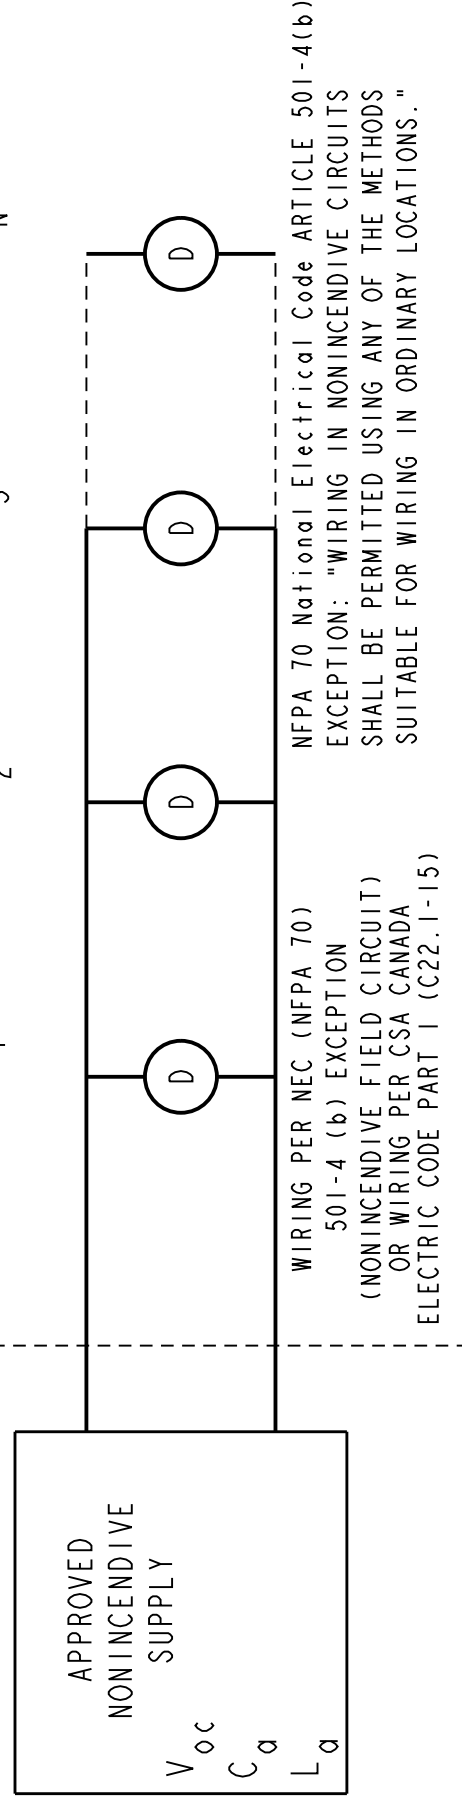 2
N
D
D
D
D
APPROVED
NONINCENDIVE
SUPPLY
Voc
Ca
La
WIRING PER NEC (NFPA 70)
501-4 (b) EXCEPTION
(NONINCENDIVE FIELD CIRCUIT)
OR WIRING PER CSA CANADA
ELECTRIC CODE PART I (C22.1-15)
NFPA 70 National Electrical Code ARTICLE 501-4(b)
EXCEPTION: "WIRING IN NONINCENDIVE CIRCUITS
SHALL BE PERMITTED USING ANY OF THE METHODS
SUITABLE FOR WIRING IN ORDINARY LOCATIONS."